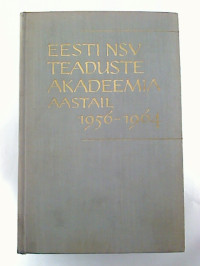 EESTI NSV
TEADUSTE
AKADEEMIA
AASTAIL
1956-1964